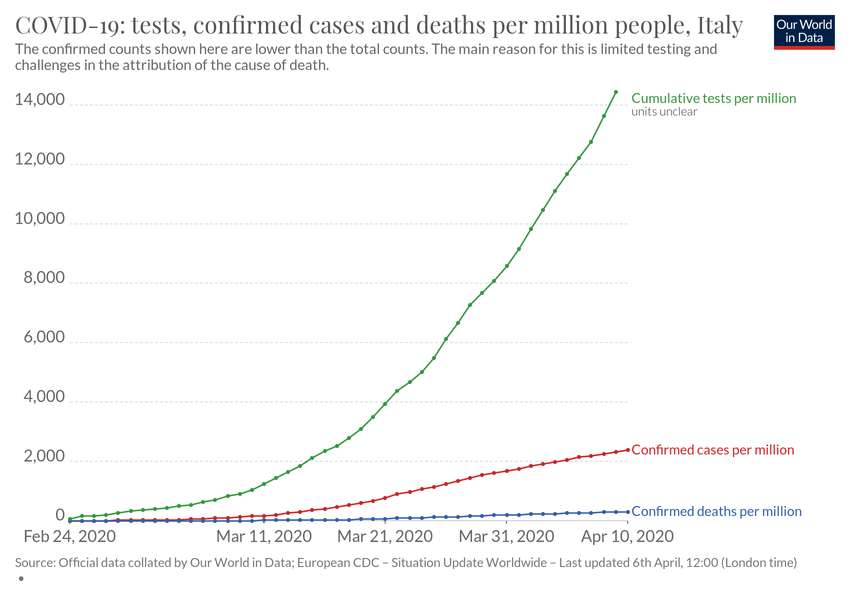 COVID-19: tests, confirmed cases and deaths per million people, Italy
Our World
in Data
The confirmed counts shown here are lower than the total counts. The main reason for this is limited testing and
challenges in the attribution of the cause of death.
14,000
Cumulative tests per million
units unclear
12,000
10,000
8,000
6,000
4,000
2,000
Confirmed cases per million
0
Confirmed deaths per million
Feb 24, 2020
Mar 11, 2020
Mar 21, 2020
Mar 31, 2020
Apr 10, 2020
Source: Official data collated by Our World in Data; European CDC – Situation Update Worldwide – Last updated 6th April, 12:00 (London time)
•